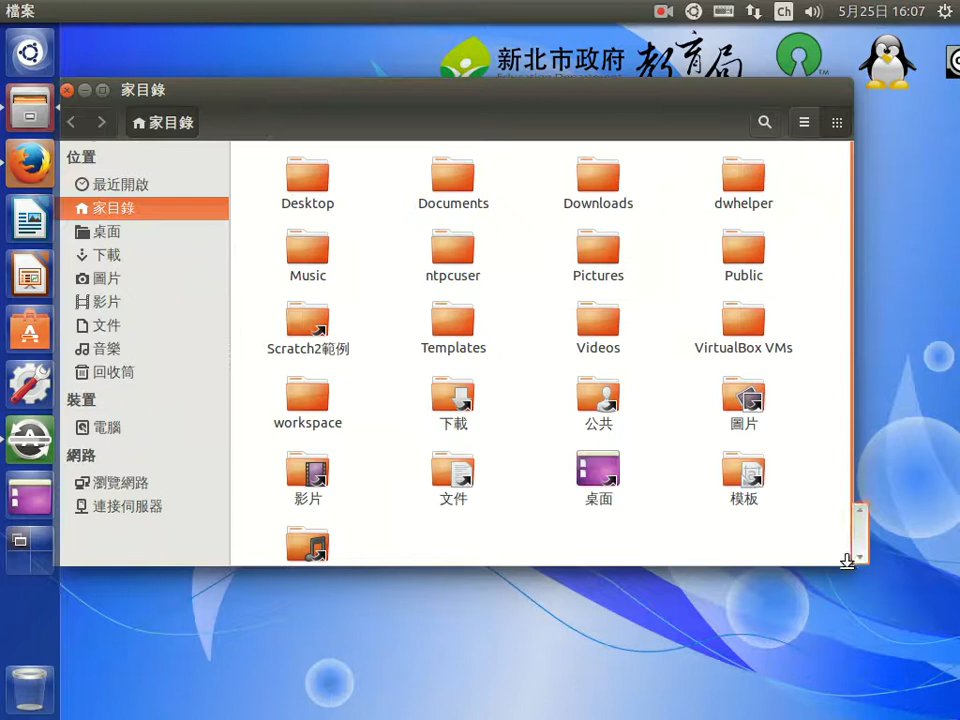 檔案
Ch
5月25日 16:07
新北市政府
教育局
TM
家目錄
家目錄
位置
最近開啟
家目錄
桌面
下載
圖片
影片
文件
音樂
回收筒
裝置
電腦
網路
瀏覽網路
連接伺服器
Desktop
Documents
Downloads
dwhelper
Music
ntpcuser
Pictures
Public
Scratch2範例
Templates
Videos
VirtualBox VMs
workspace
下載
公共
圖片
影片
文件
桌面
模板